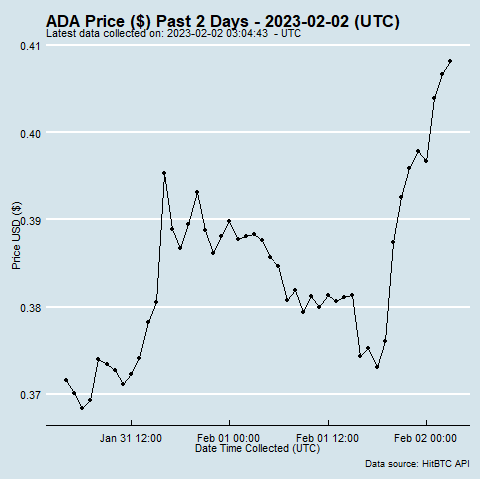 ADA Price ($) Past 2 Days - 2023-02-02 (UTC)
Latest data collected on: 2023-02-02 03:04:43  - UTC
0.41
0.40
0.39
0.38
0.37
Price USD ($)
Jan 31 12:00 Feb 01 00:00 Feb 01 12:00 Feb 02 00:00
Date Time Collected (UTC)
Data source: HitBTC API